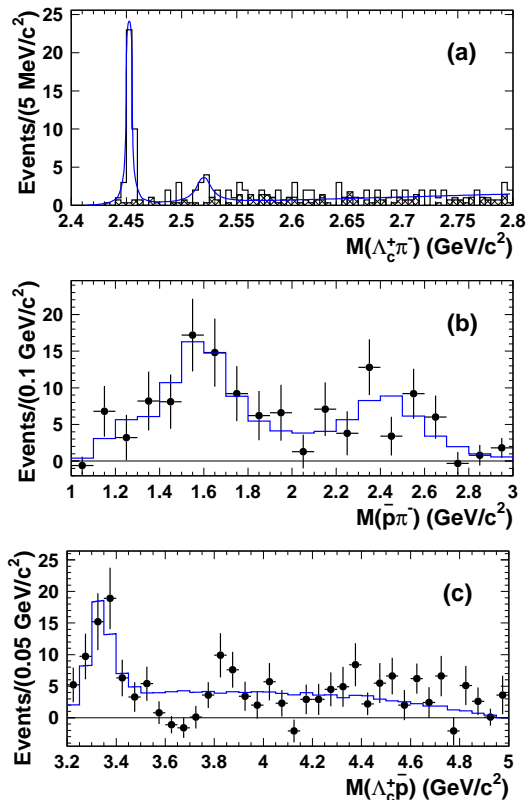 Events/(5 MeV/c²)
25
20
15
10
5
0
(a)
2.4 2.45 2.5 2.55 2.6 2.65 2.7 2.75 2.8
M(Λc⁺π⁻) (GeV/c²)
Events/(0.1 GeV/c²)
20
15
10
5
0
(b)
1 1.2 1.4 1.6 1.8 2 2.2 2.4 2.6 2.8 3
M(p̄π⁻) (GeV/c²)
Events/(0.05 GeV/c²)
25
20
15
10
5
0
(c)
3.2 3.4 3.6 3.8 4 4.2 4.4 4.6 4.8 5
M(Λc⁺p̄) (GeV/c²)